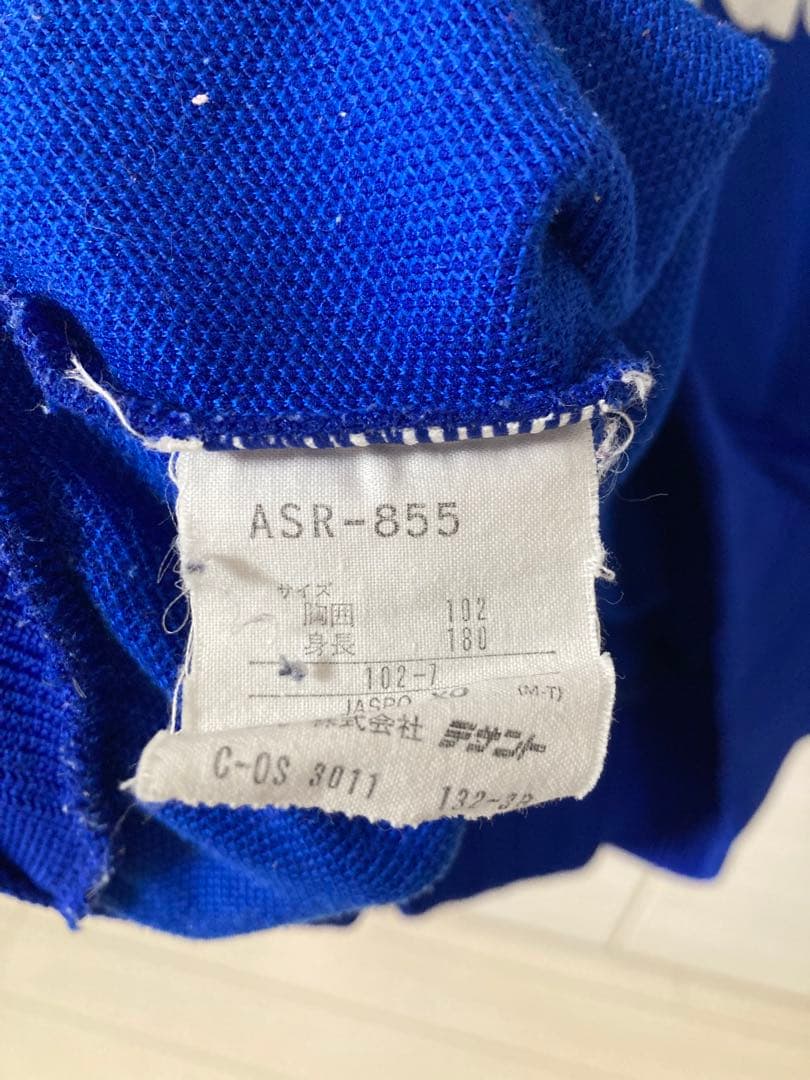 ASR-855
サイズ
胸囲 102
身長 180
102-7
JASPO (M-T)
株式会社 デサント
C-OS 3011